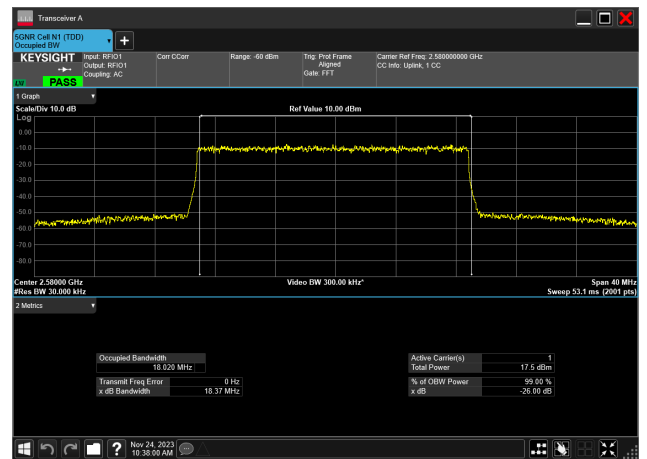 Transceiver A
5GNR Cell N1 (TDD)
Occupied BW
KEYSIGHT
LXI
PASS
Input: RFIO1
Output: RFIO1
Coupling: AC
Corr CCorr
Range: -60 dBm
Trig: Prot Frame
Aligned
Gate: FFT
Carrier Ref Freq: 2.580000000 GHz
CC Info: Uplink, 1 CC
1 Graph
Scale/Div 10.0 dB
Ref Value 10.00 dBm
Log
0.00
-10.0
-20.0
-30.0
-40.0
-50.0
-60.0
-70.0
-80.0
Center 2.58000 GHz
Video BW 300.00 kHz*
Span 40 MHz
#Res BW 30.000 kHz
Sweep 53.1 ms (2001 pts)
2 Metrics
Occupied Bandwidth
18.020 MHz
Transmit Freq Error 0 Hz
x dB Bandwidth 18.37 MHz
Active Carrier(s) 1
Total Power 17.5 dBm
% of OBW Power 99.00 %
x dB -26.00 dB
Nov 24, 2023
10:38:00 AM